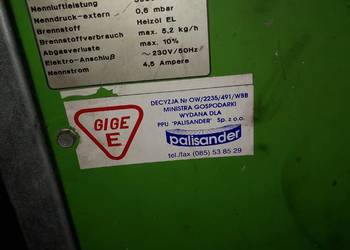 Nennluftleistung
Nenndruck-extern 0,6 mbar
Brennstoff Heizöl EL
Brennstoffverbrauch max. 5,2 kg/h
Abgasverluste max. 10%
Elektro-Anschluß ~230V/50Hz
Nennstrom 4,5 Ampere
GIGE
E
DECYZJA Nr OW/2235/491/WBB
MINISTRA GOSPODARKI
WYDANA DLA
PPU "PALISANDER" Sp. z o.o.
palisander
tel./fax (085) 53 85 29